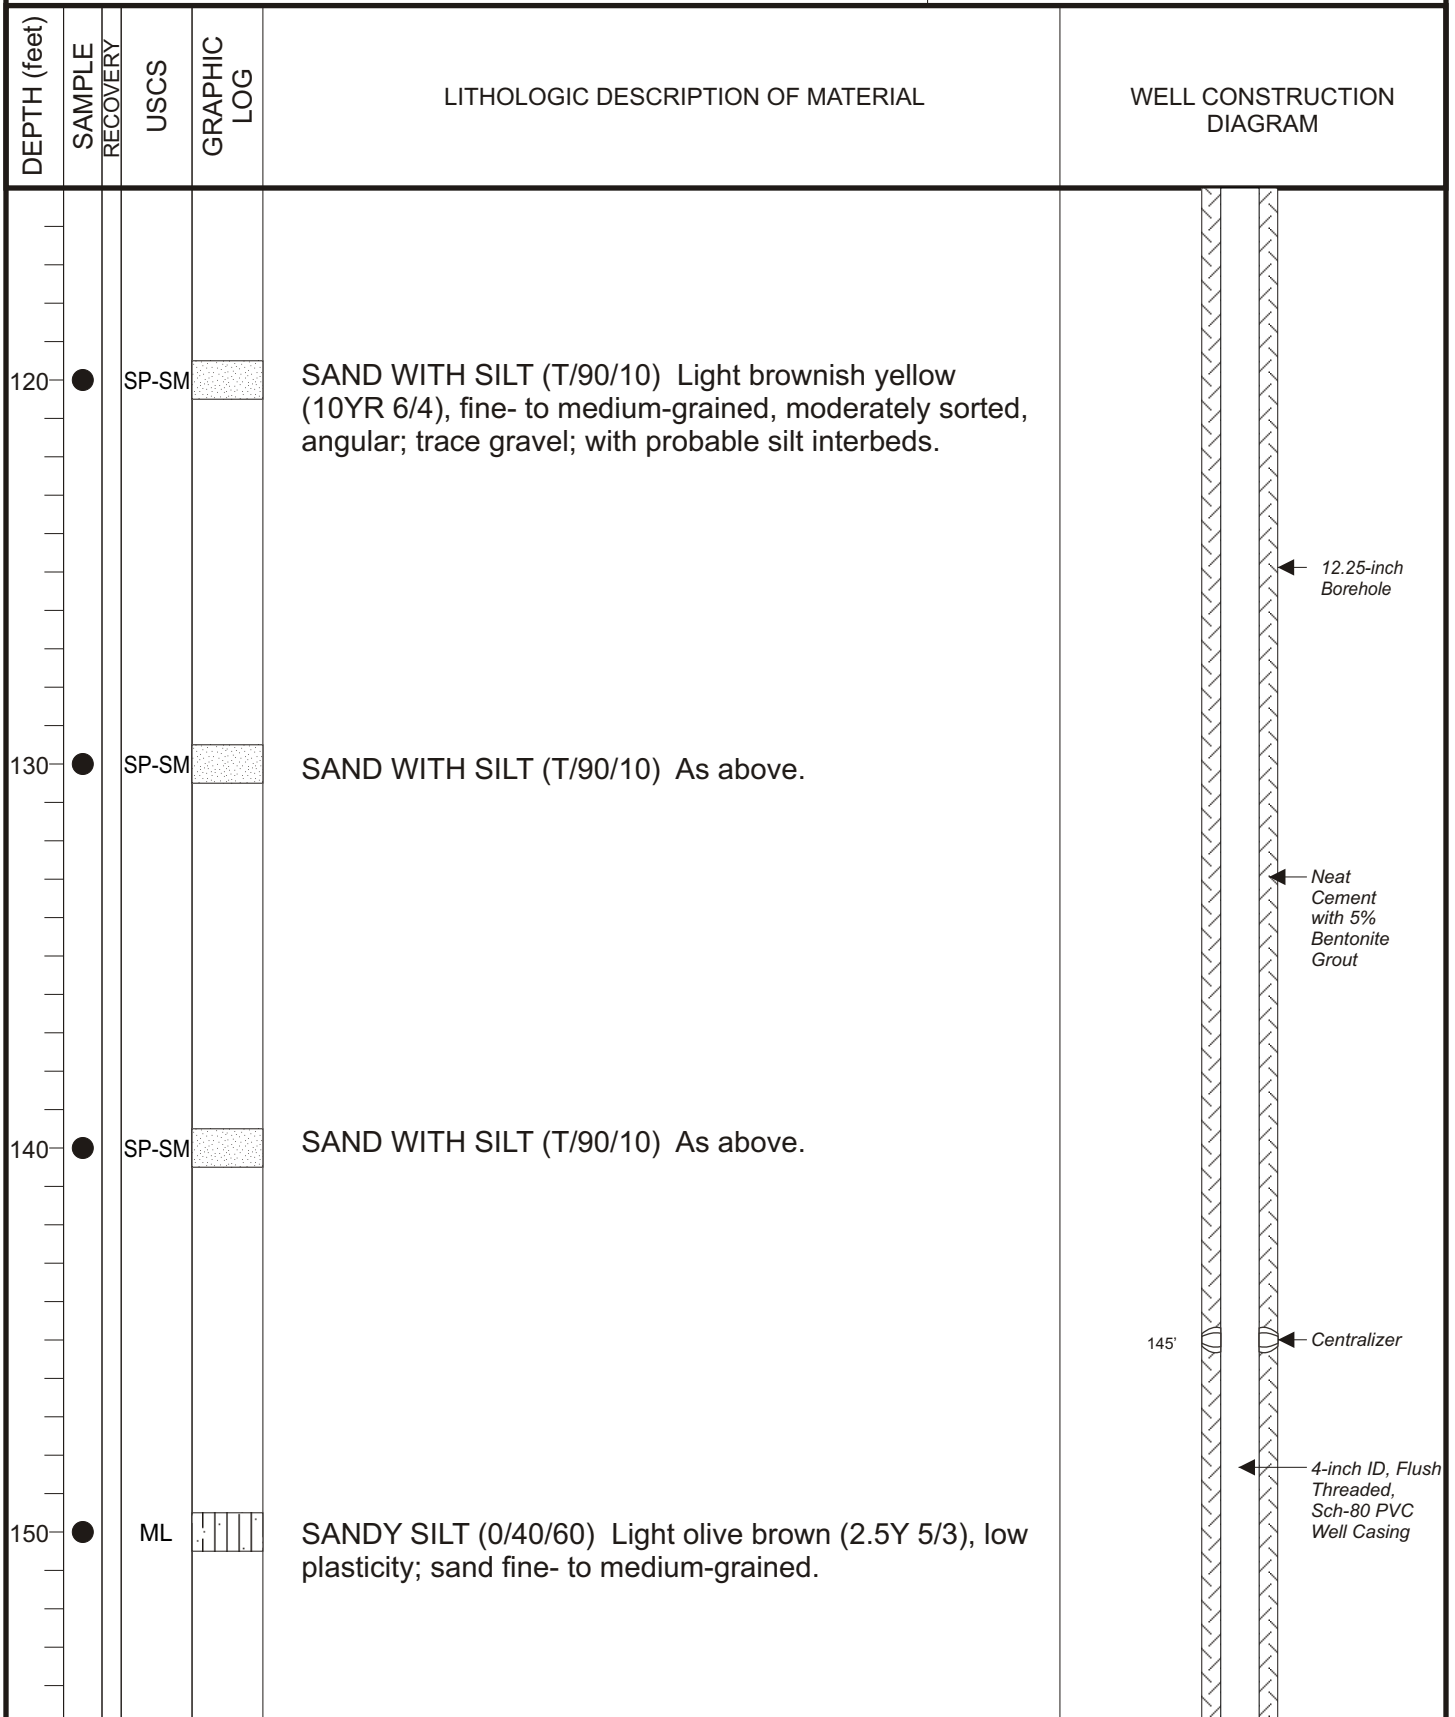 DEPTH (feet)
SAMPLE
RECOVERY
USCS
GRAPHIC
LOG
LITHOLOGIC DESCRIPTION OF MATERIAL
WELL CONSTRUCTION
DIAGRAM
120
SP-SM
SAND WITH SILT (T/90/10) Light brownish yellow
(10YR 6/4), fine- to medium-grained, moderately sorted,
angular; trace gravel; with probable silt interbeds.
12.25-inch
Borehole
130
SP-SM
SAND WITH SILT (T/90/10) As above.
Neat
Cement
with 5%
Bentonite
Grout
140
SP-SM
SAND WITH SILT (T/90/10) As above.
145'
Centralizer
4-inch ID, Flush
Threaded,
Sch-80 PVC
Well Casing
150
ML
SANDY SILT (0/40/60) Light olive brown (2.5Y 5/3), low
plasticity; sand fine- to medium-grained.